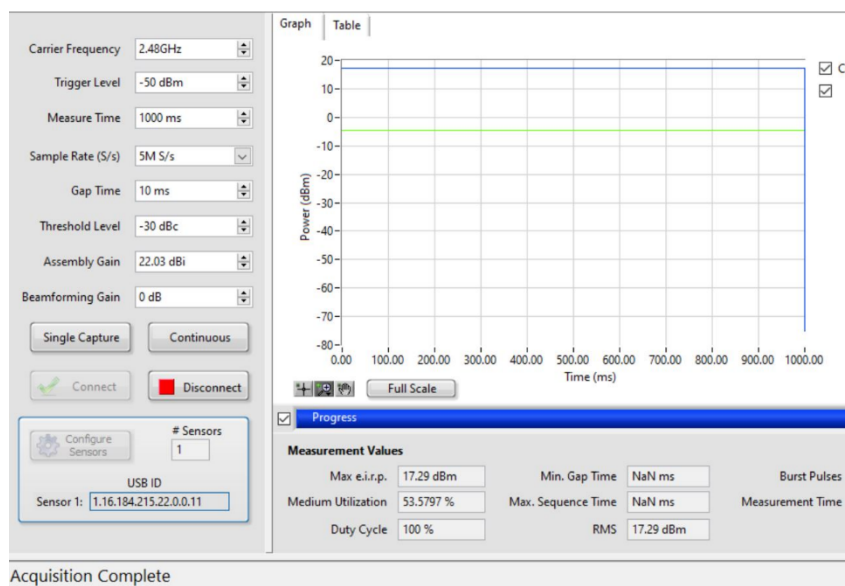 Carrier Frequency 2.48GHz
Trigger Level -50 dBm
Measure Time 1000 ms
Sample Rate (S/s) 5M S/s
Gap Time 10 ms
Threshold Level -30 dBc
Assembly Gain 22.03 dBi
Beamforming Gain 0 dB
Single Capture Continuous
Connect Disconnect
Configure Sensors
# Sensors
1
USB ID
Sensor 1: 1.16.184.215.22.0.0.11
Graph Table
20
10
0
-10
-20
-30
-40
-50
-60
-70
-80
Power (dBm)
0.00 100.00 200.00 300.00 400.00 500.00 600.00 700.00 800.00 900.00 1000.00
Time (ms)
C
Full Scale
Progress
Measurement Values
Max e.i.r.p. 17.29 dBm Min. Gap Time NaN ms Burst Pulses
Medium Utilization 53.5797 % Max. Sequence Time NaN ms Measurement Time
Duty Cycle 100 % RMS 17.29 dBm
Acquisition Complete